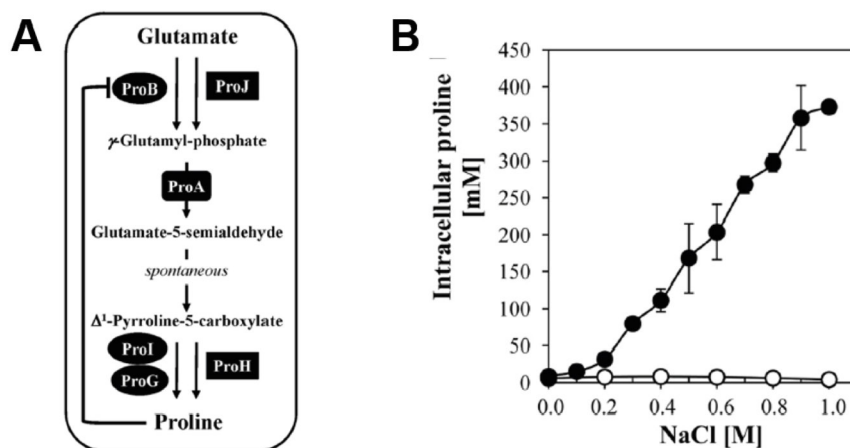 A
Glutamate
ProB
ProJ
γ-Glutamyl-phosphate
ProA
Glutamate-5-semialdehyde
spontaneous
Δ¹-Pyrroline-5-carboxylate
ProI
ProG
ProH
Proline
B
Intracellular proline
[mM]
450
400
350
300
250
200
150
100
50
0
0.0
0.2
0.4
0.6
0.8
1.0
NaCl [M]